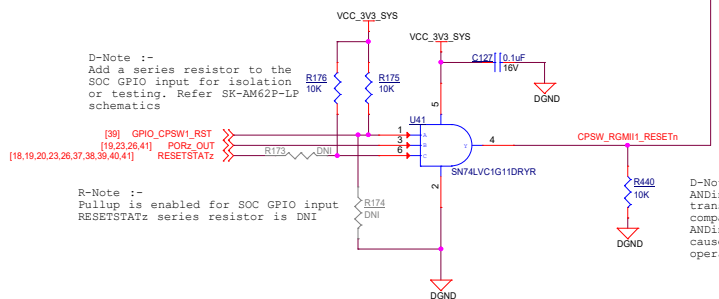 VCC_3V3_SYS
VCC_3V3_SYS
D-Note :-
Add a series resistor to the
SOC GPIO input for isolation
or testing. Refer SK-AM62P-LP
schematics
R176
10K
R175
10K
C127 0.1uF
16V
DGND
5
U41
[39] GPIO_CPSW1_RST
1 A
[19,23,26,41] PORz_OUT
3 B
Y 4
CPSW_RGMII1_RESETn
[18,19,20,23,26,37,38,39,40,41] RESETSTATz
R173 DNI
6 C
SN74LVC1G11DRYR
2
R-Note :-
Pullup is enabled for SOC GPIO input
RESETSTATz series resistor is DNI
R174
DNI
R440
10K
DGND
D-No
ANDi
tran
compa
ANDi
caus
oper
DGND